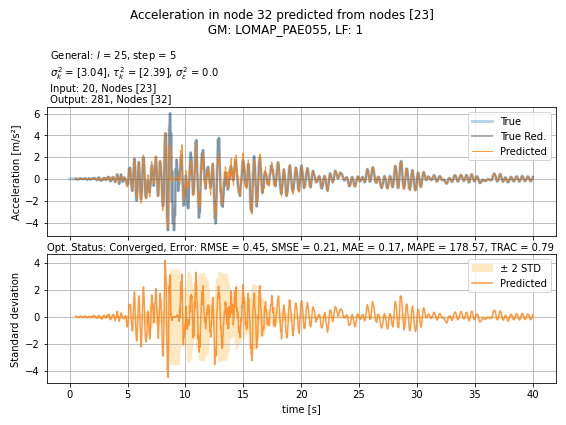 Acceleration in node 32 predicted from nodes [23]
GM: LOMAP_PAE055, LF: 1
General: l = 25, step = 5
σ²ₖ = [3.04], τ²ₖ = [2.39], σ²ε = 0.0
Input: 20, Nodes [23]
Output: 281, Nodes [32]
Acceleration [m/s²]
6
4
2
0
−2
−4
True
True Red.
Predicted
Opt. Status: Converged, Error: RMSE = 0.45, SMSE = 0.21, MAE = 0.17, MAPE = 178.57, TRAC = 0.79
Standard deviation
4
2
0
−2
−4
± 2 STD
Predicted
0 5 10 15 20 25 30 35 40
time [s]